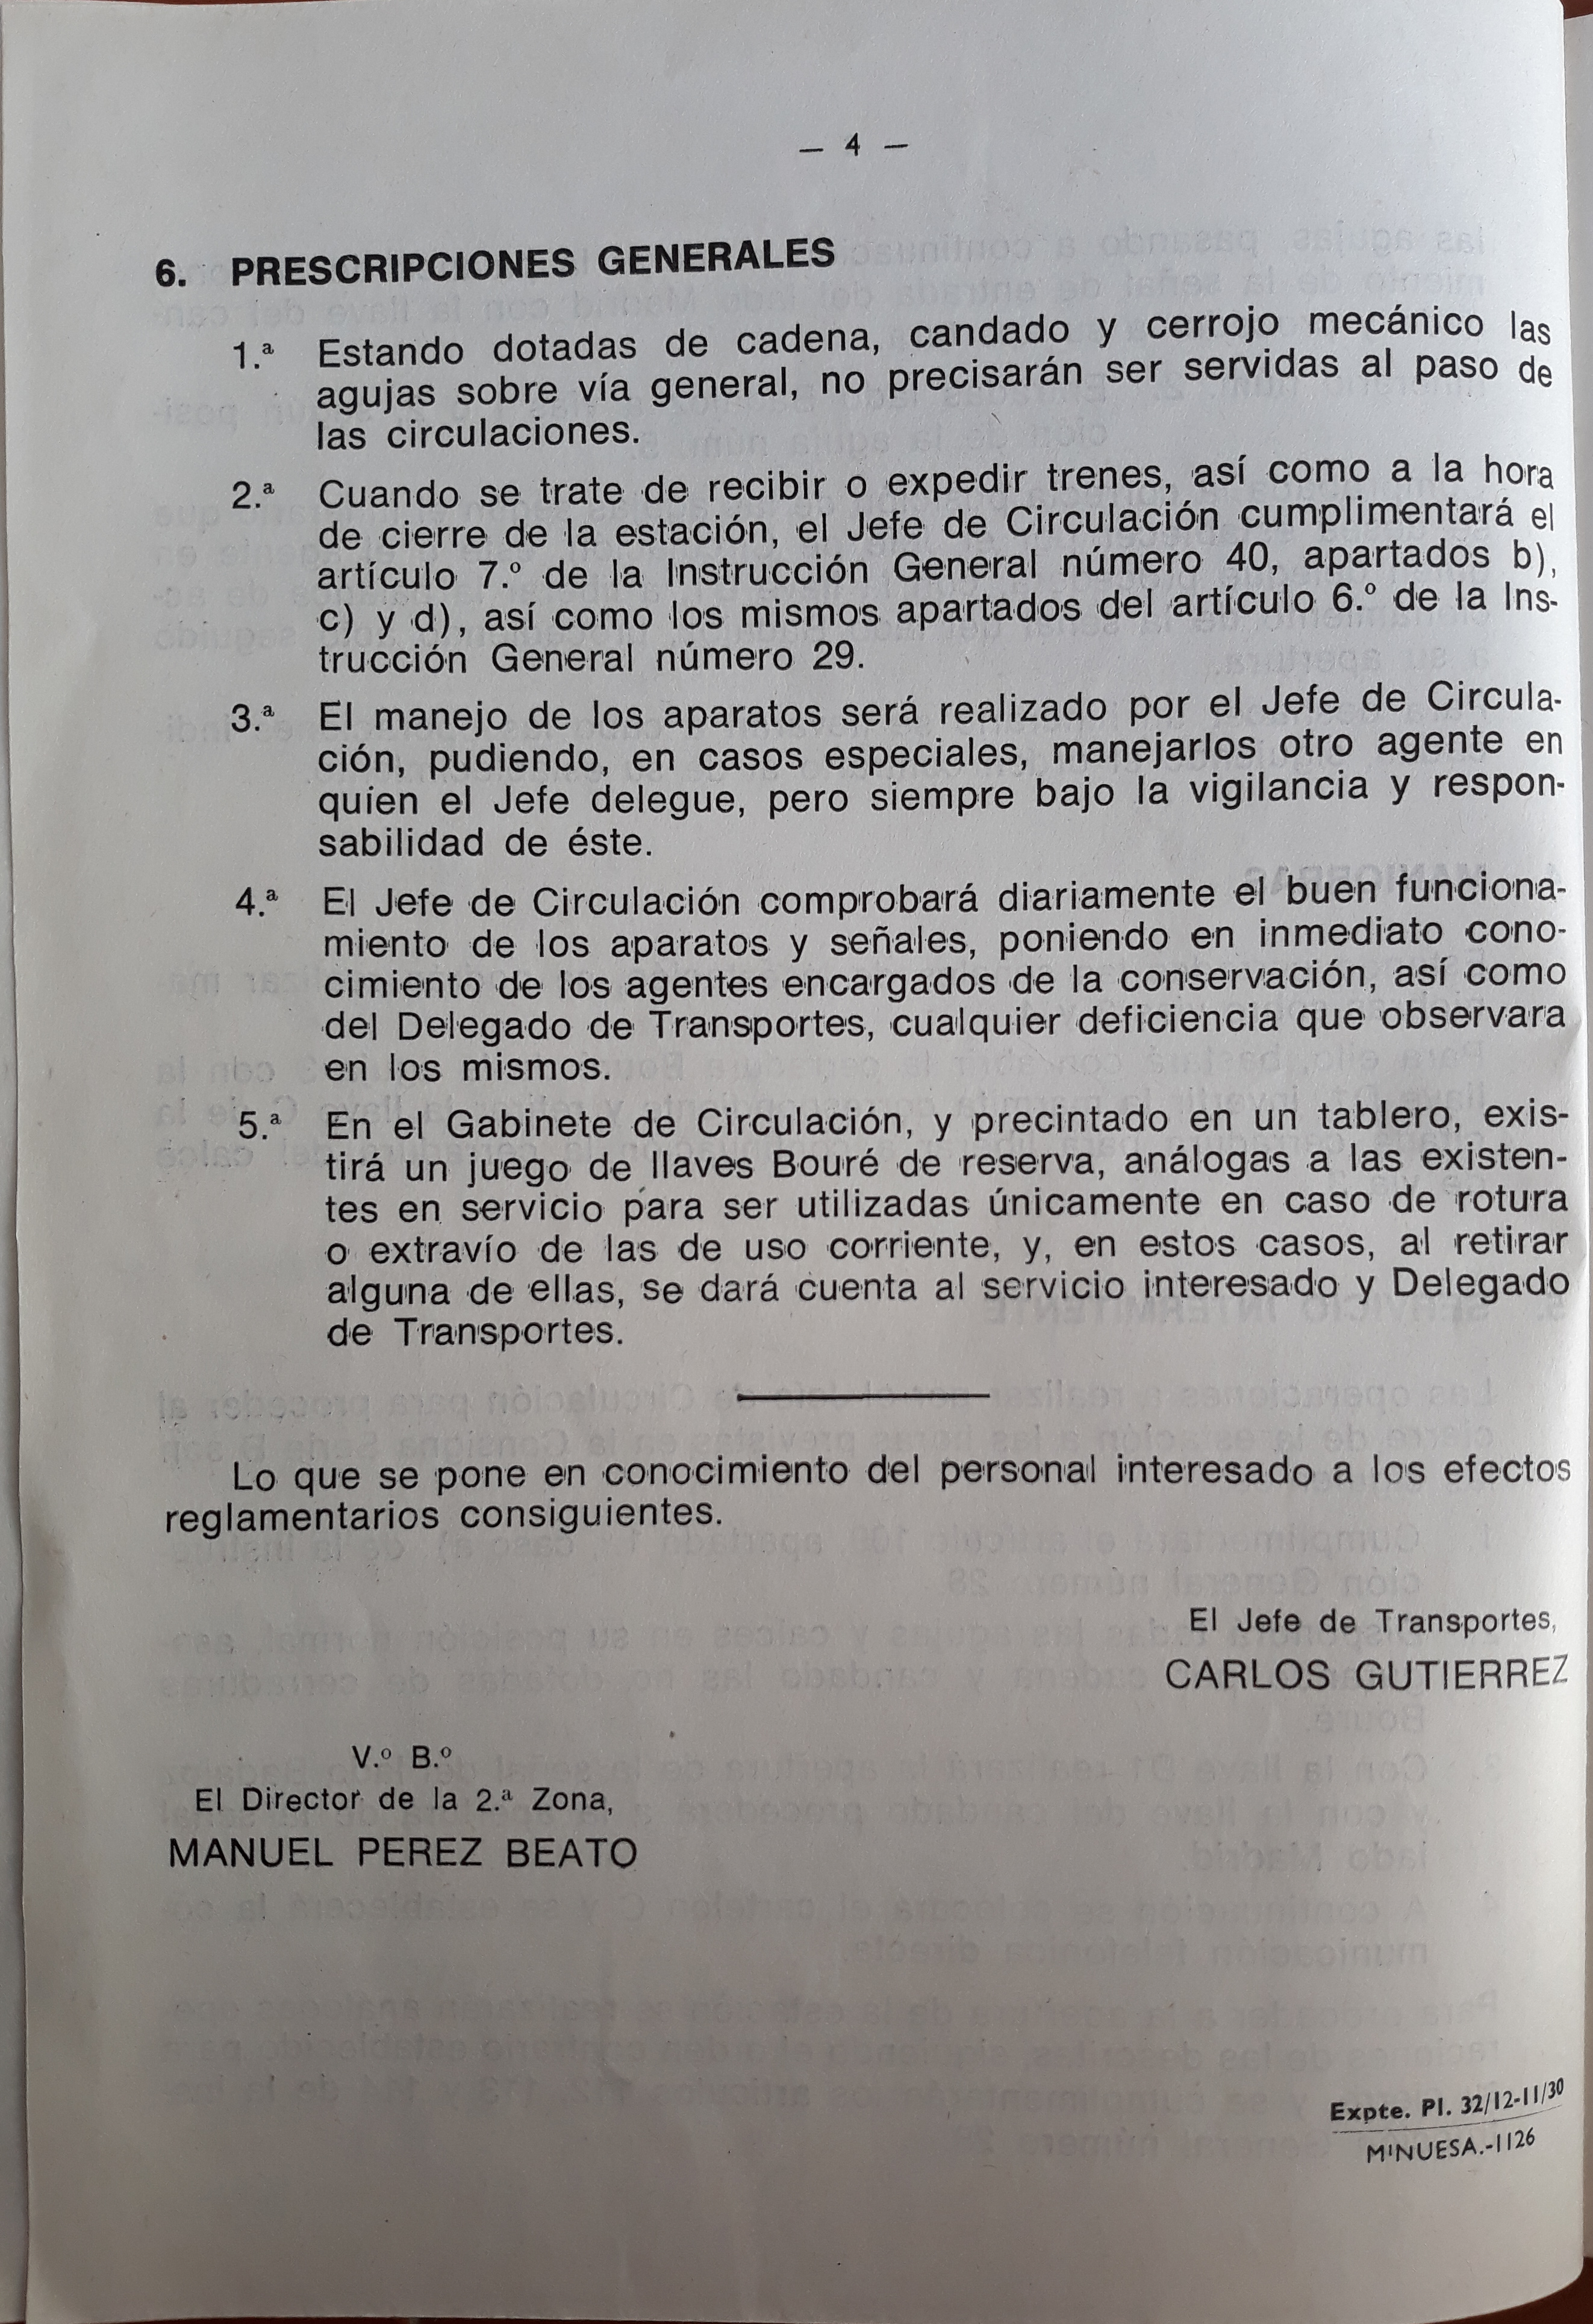 — 4 —
6. PRESCRIPCIONES GENERALES
1.ª Estando dotadas de cadena, candado y cerrojo mecánico las
agujas sobre vía general, no precisarán ser servidas al paso de
las circulaciones.
2.ª Cuando se trate de recibir o expedir trenes, así como a la hora
de cierre de la estación, el Jefe de Circulación cumplimentará el
artículo 7.º de la Instrucción General número 40, apartados b),
c) y d), así como los mismos apartados del artículo 6.º de la Ins-
trucción General número 29.
3.ª El manejo de los aparatos será realizado por el Jefe de Circula-
ción, pudiendo, en casos especiales, manejarlos otro agente en
quien el Jefe delegue, pero siempre bajo la vigilancia y respon-
sabilidad de éste.
4.ª El Jefe de Circulación comprobará diariamente el buen funciona-
miento de los aparatos y señales, poniendo en inmediato cono-
cimiento de los agentes encargados de la conservación, así como
del Delegado de Transportes, cualquier deficiencia que observara
en los mismos.
5.ª En el Gabinete de Circulación, y precintado en un tablero, exis-
tirá un juego de llaves Bouré de reserva, análogas a las existen-
tes en servicio para ser utilizadas únicamente en caso de rotura
o extravío de las de uso corriente, y, en estos casos, al retirar
alguna de ellas, se dará cuenta al servicio interesado y Delegado
de Transportes.
Lo que se pone en conocimiento del personal interesado a los efectos
reglamentarios consiguientes.
El Jefe de Transportes,
CARLOS GUTIERREZ
V.º B.º
El Director de la 2.ª Zona,
MANUEL PEREZ BEATO
Expte. Pl. 32/12-11/30
MINUESA.-1126